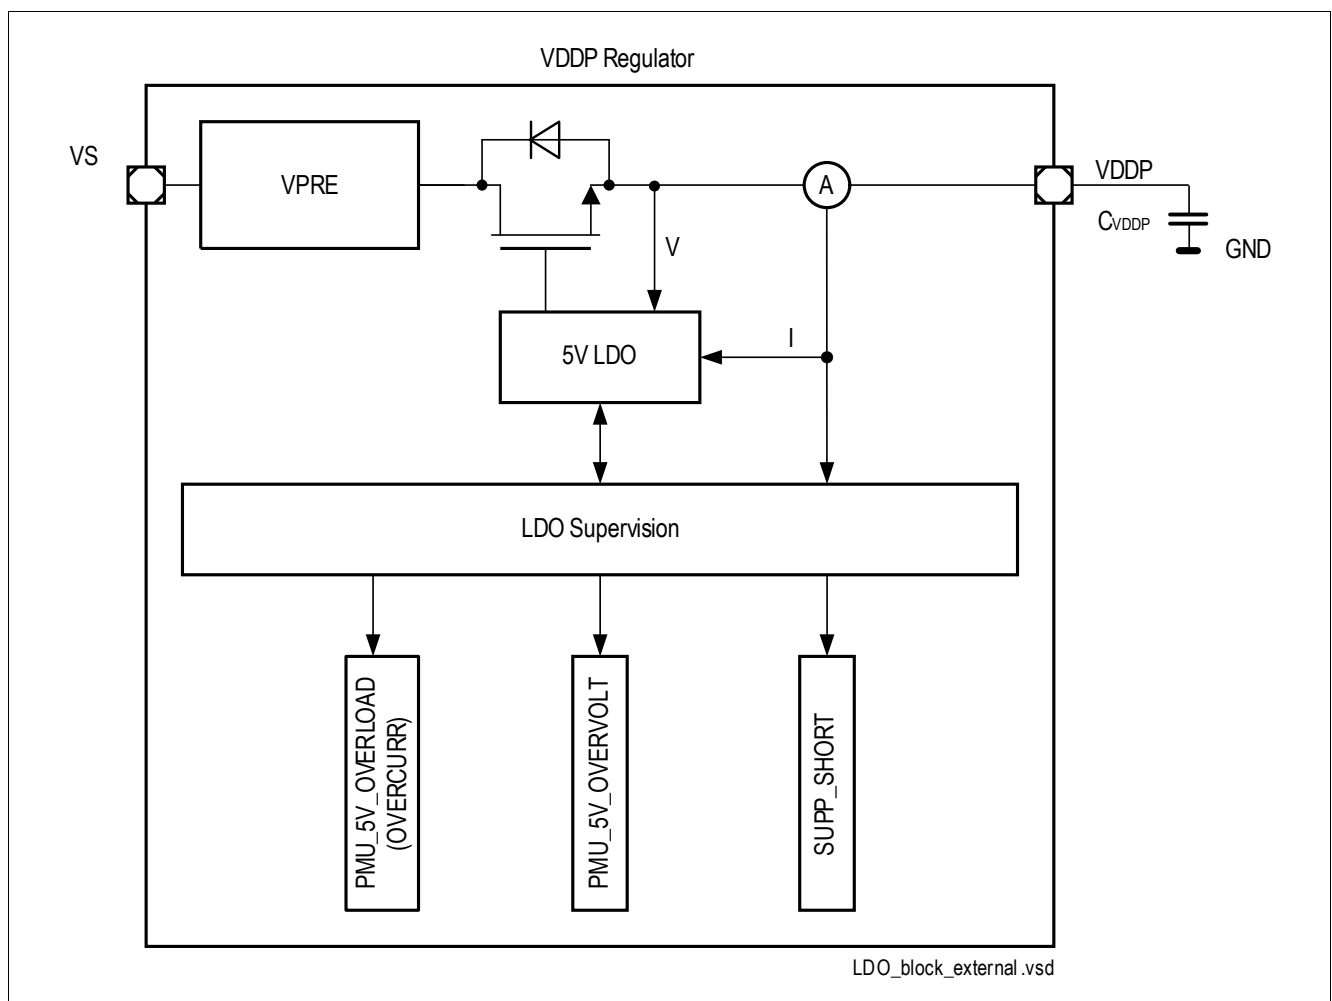 VDDP Regulator
VS
VPRE
A
VDDP
CVDDP
GND
V
I
5V LDO
LDO Supervision
PMU_5V_OVERLOAD
(OVERCURR)
PMU_5V_OVERVOLT
SUPP_SHORT
LDO_block_external.vsd